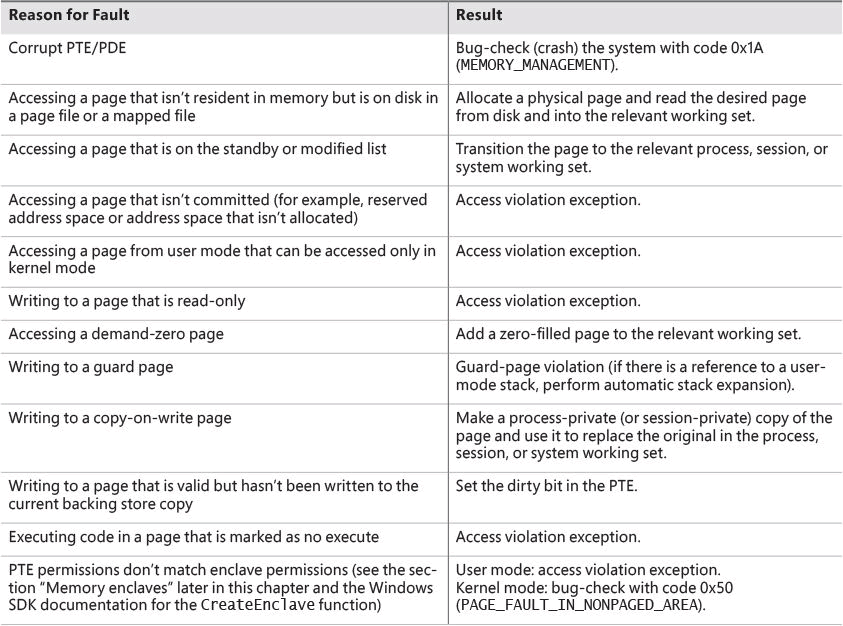 Reason for Fault
Result
Corrupt PTE/PDE
Bug-check (crash) the system with code 0x1A
(MEMORY_MANAGEMENT).
Accessing a page that isn’t resident in memory but is on disk in
a page file or a mapped file
Allocate a physical page and read the desired page
from disk and into the relevant working set.
Accessing a page that is on the standby or modified list
Transition the page to the relevant process, session, or
system working set.
Accessing a page that isn’t committed (for example, reserved
address space or address space that isn’t allocated)
Access violation exception.
Accessing a page from user mode that can be accessed only in
kernel mode
Access violation exception.
Writing to a page that is read-only
Access violation exception.
Accessing a demand-zero page
Add a zero-filled page to the relevant working set.
Writing to a guard page
Guard-page violation (if there is a reference to a user-
mode stack, perform automatic stack expansion).
Writing to a copy-on-write page
Make a process-private (or session-private) copy of the
page and use it to replace the original in the process,
session, or system working set.
Writing to a page that is valid but hasn’t been written to the
current backing store copy
Set the dirty bit in the PTE.
Executing code in a page that is marked as no execute
Access violation exception.
PTE permissions don’t match enclave permissions (see the sec-
tion “Memory enclaves” later in this chapter and the Windows
SDK documentation for the CreateEnclave function)
User mode: access violation exception.
Kernel mode: bug-check with code 0x50
(PAGE_FAULT_IN_NONPAGED_AREA).